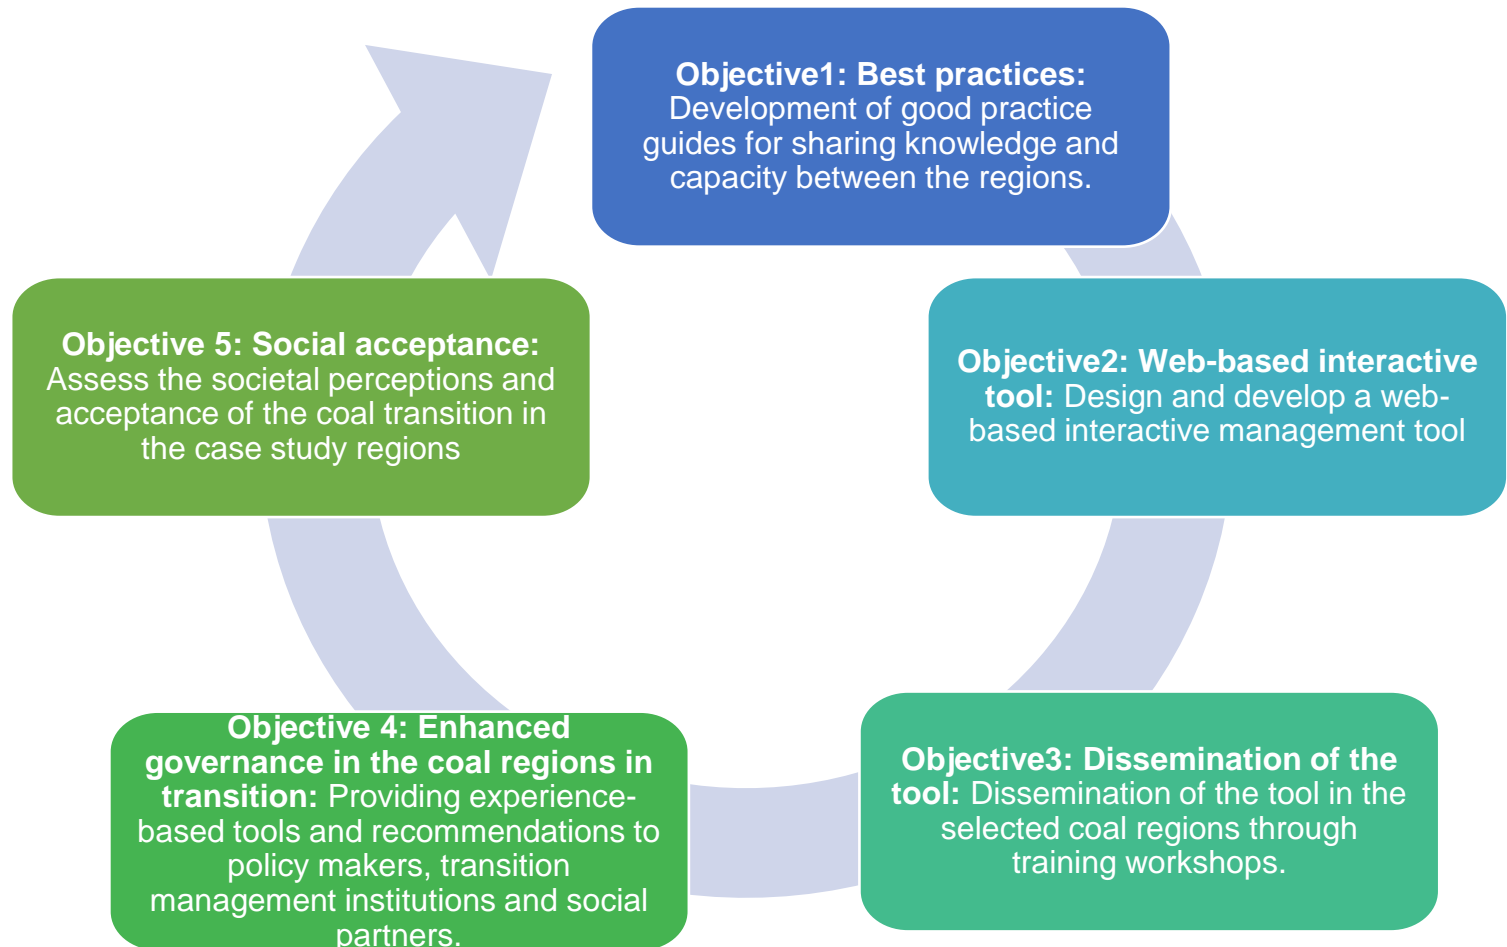 Objective1: Best practices:
Development of good practice
guides for sharing knowledge and
capacity between the regions.
Objective2: Web-based interactive
tool: Design and develop a web-
based interactive management tool
Objective3: Dissemination of the
tool: Dissemination of the tool in the
selected coal regions through
training workshops.
Objective 4: Enhanced
governance in the coal regions in
transition: Providing experience-
based tools and recommendations to
policy makers, transition
management institutions and social
partners.
Objective 5: Social acceptance:
Assess the societal perceptions and
acceptance of the coal transition in
the case study regions